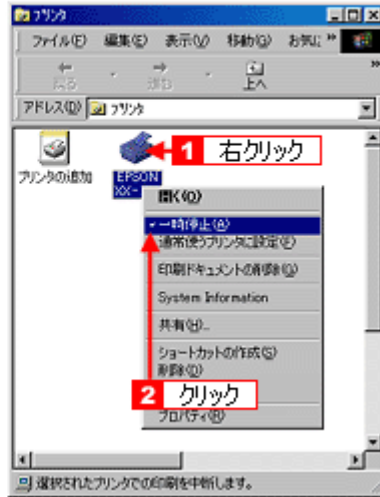 プリンタ
ファイル(F) 編集(E) 表示(V) 移動(G) お気に »
戻る 進む 上へ »
アドレス(D) プリンタ
1 右クリック
プリンタの追加
EPSON
XX-
開く(O)
一時停止(A)
通常使うプリンタに設定(E)
印刷ドキュメントの削除(G)
System Information
共有(H)...
ショートカットの作成(S)
削除(D)
2 クリック
プロパティ(R)
選択されたプリンタでの印刷を中断します。